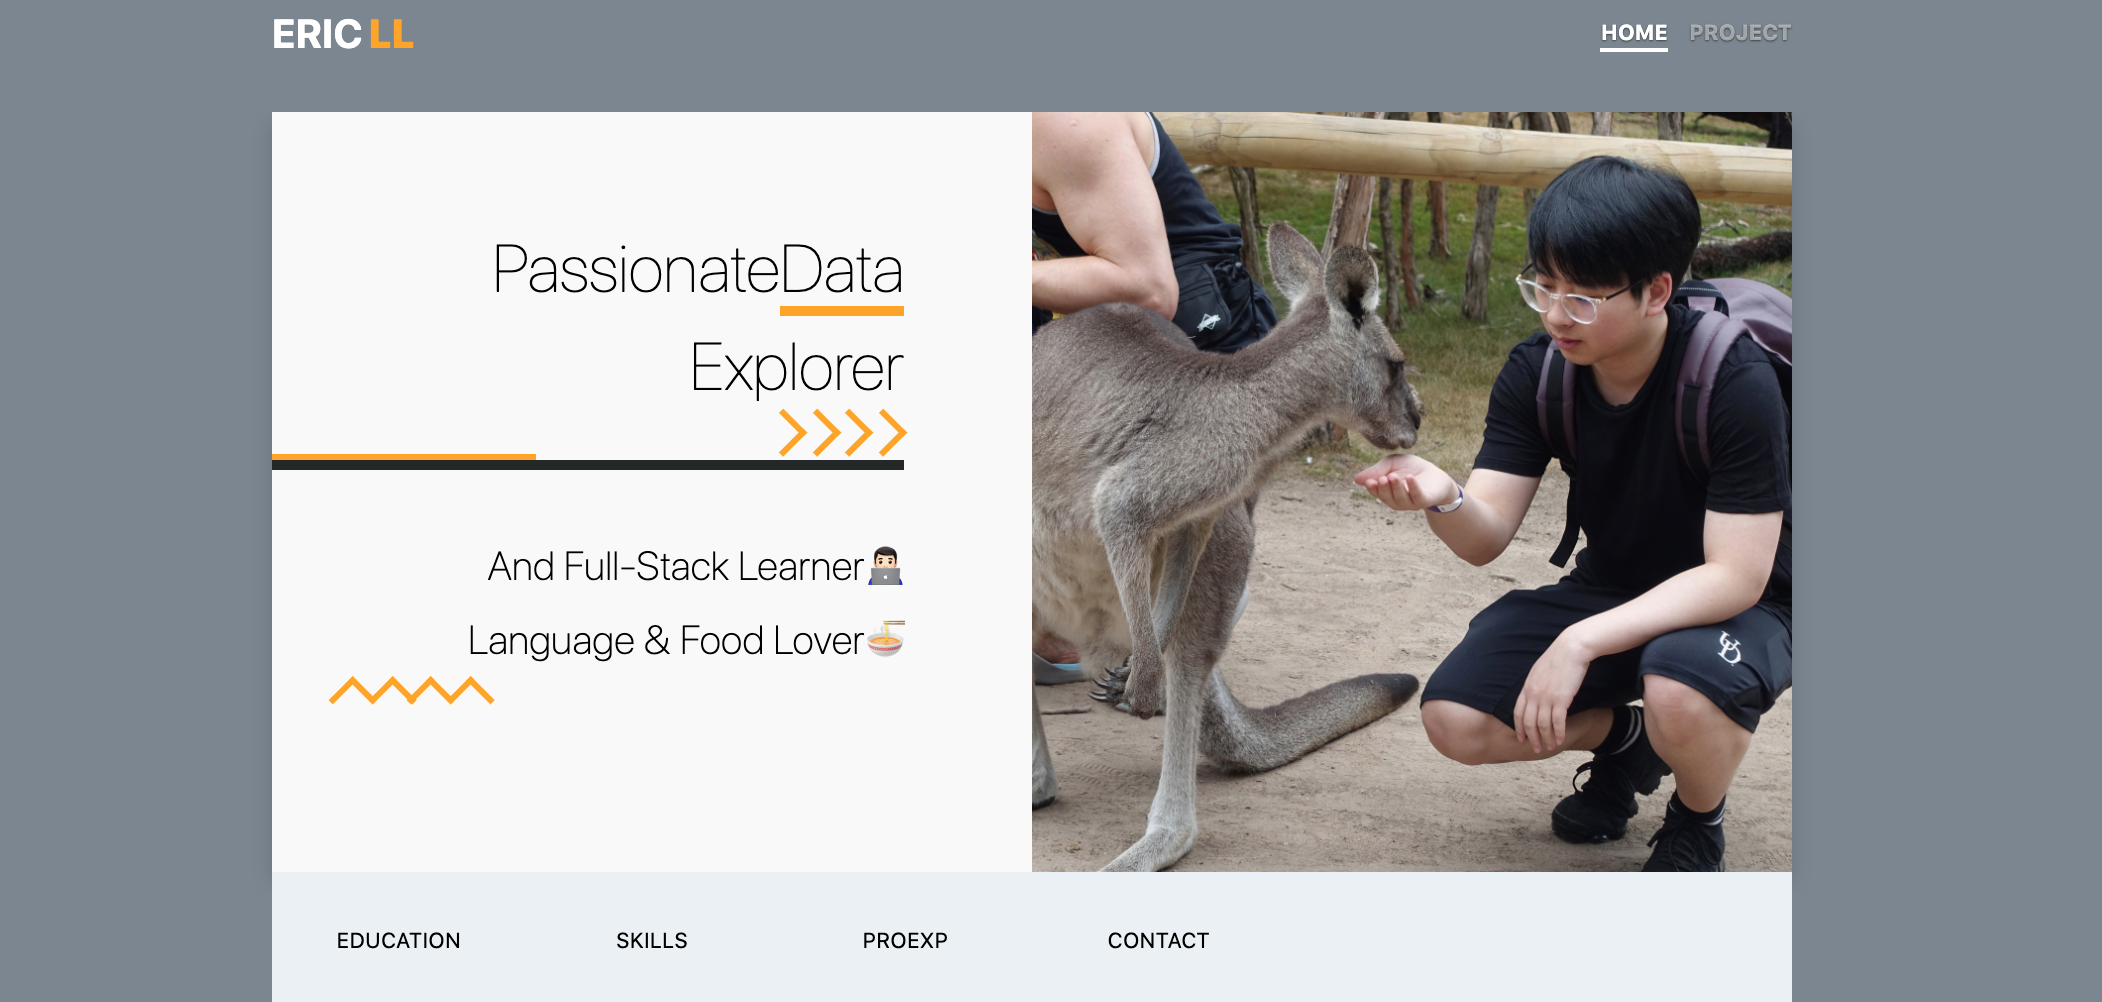 ERIC LL
HOME PROJECT
PassionateData
Explorer
And Full-Stack Learner🧑🏻‍💻
Language & Food Lover🍜
EDUCATION SKILLS PROEXP CONTACT